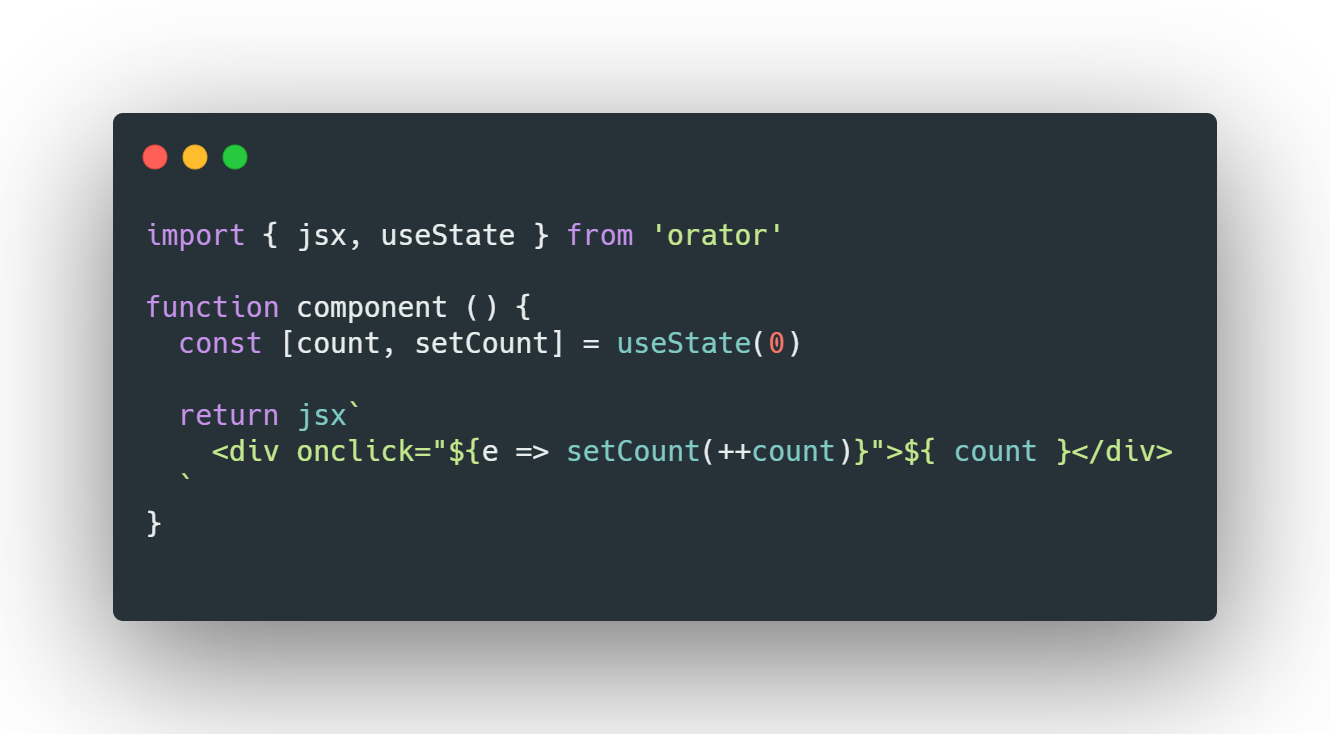 import { jsx, useState } from 'orator'
function component () {
const [count, setCount] = useState(0)
return jsx`
<div onclick="${e => setCount(++count)}">${ count }</div>
`
}